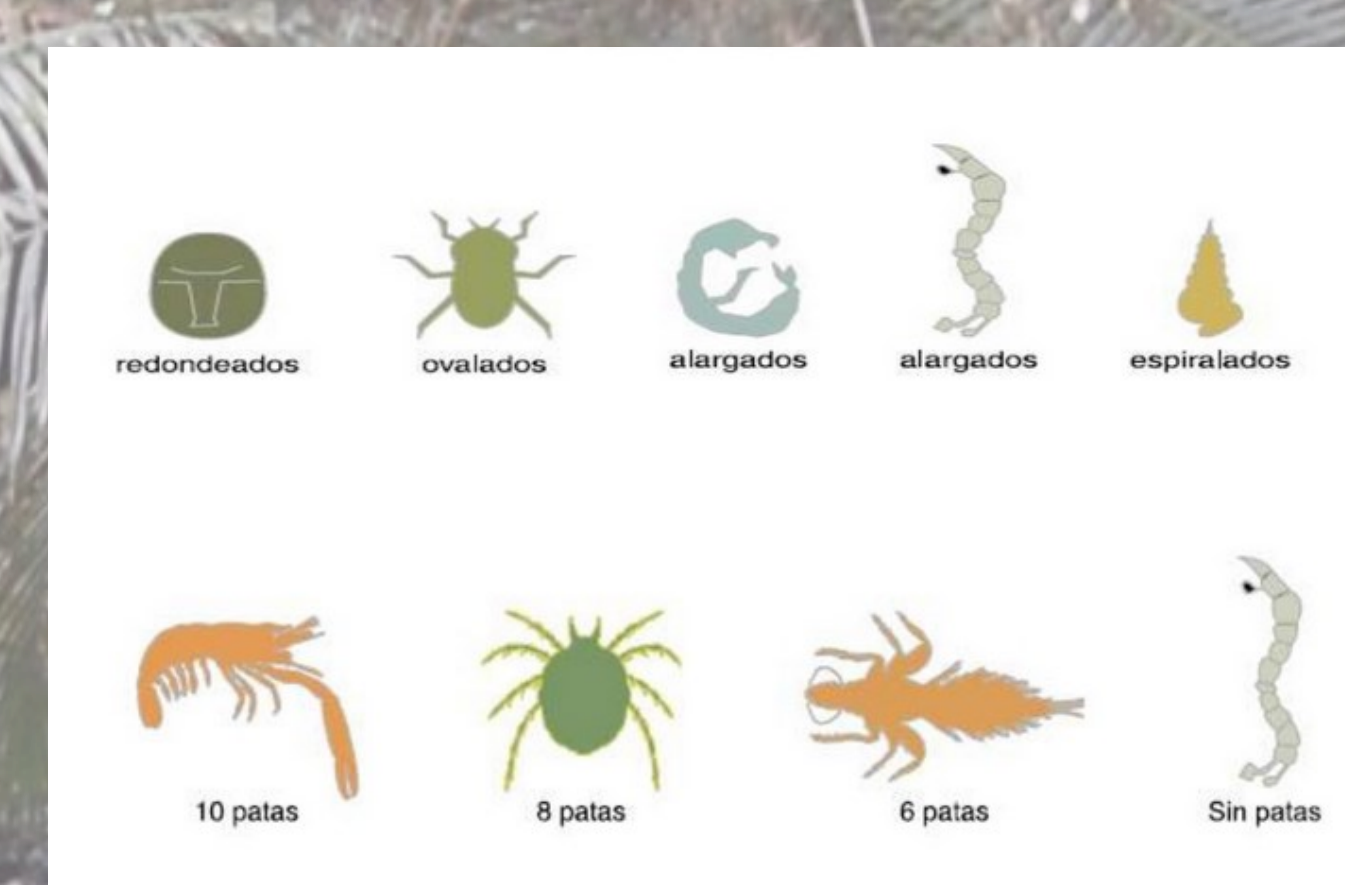 redondeados
ovalados
alargados
alargados
espiralados
10 patas
8 patas
6 patas
Sin patas